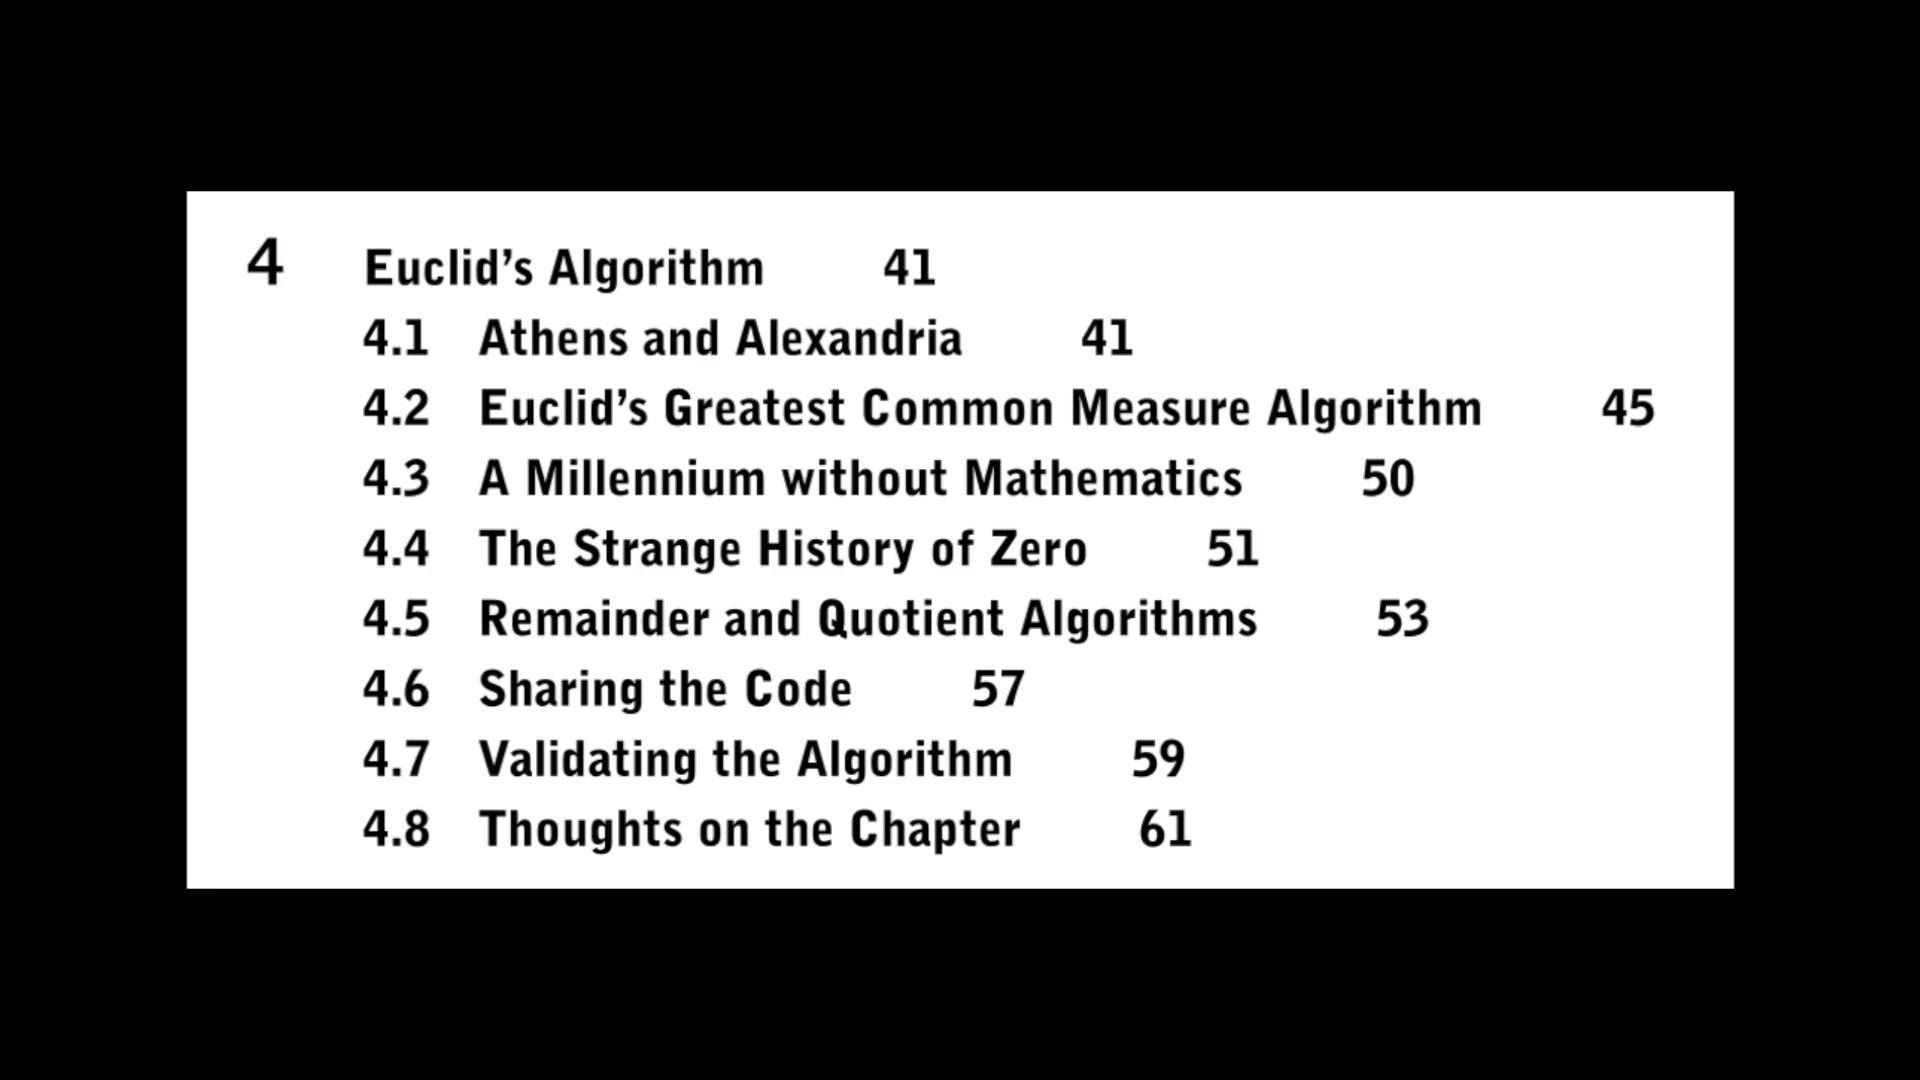 4 Euclid’s Algorithm 41
4.1 Athens and Alexandria 41
4.2 Euclid’s Greatest Common Measure Algorithm 45
4.3 A Millennium without Mathematics 50
4.4 The Strange History of Zero 51
4.5 Remainder and Quotient Algorithms 53
4.6 Sharing the Code 57
4.7 Validating the Algorithm 59
4.8 Thoughts on the Chapter 61